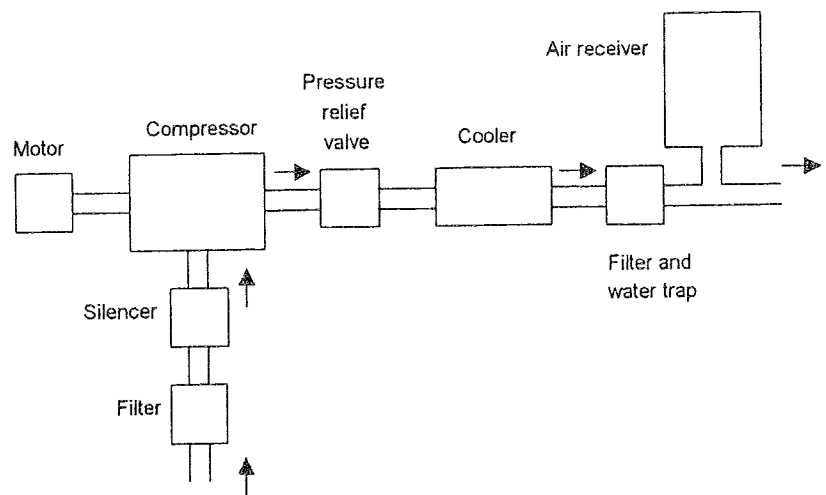 Air receiver
Pressure
relief
valve
Compressor
Cooler
Motor
Filter and
water trap
Silencer
Filter